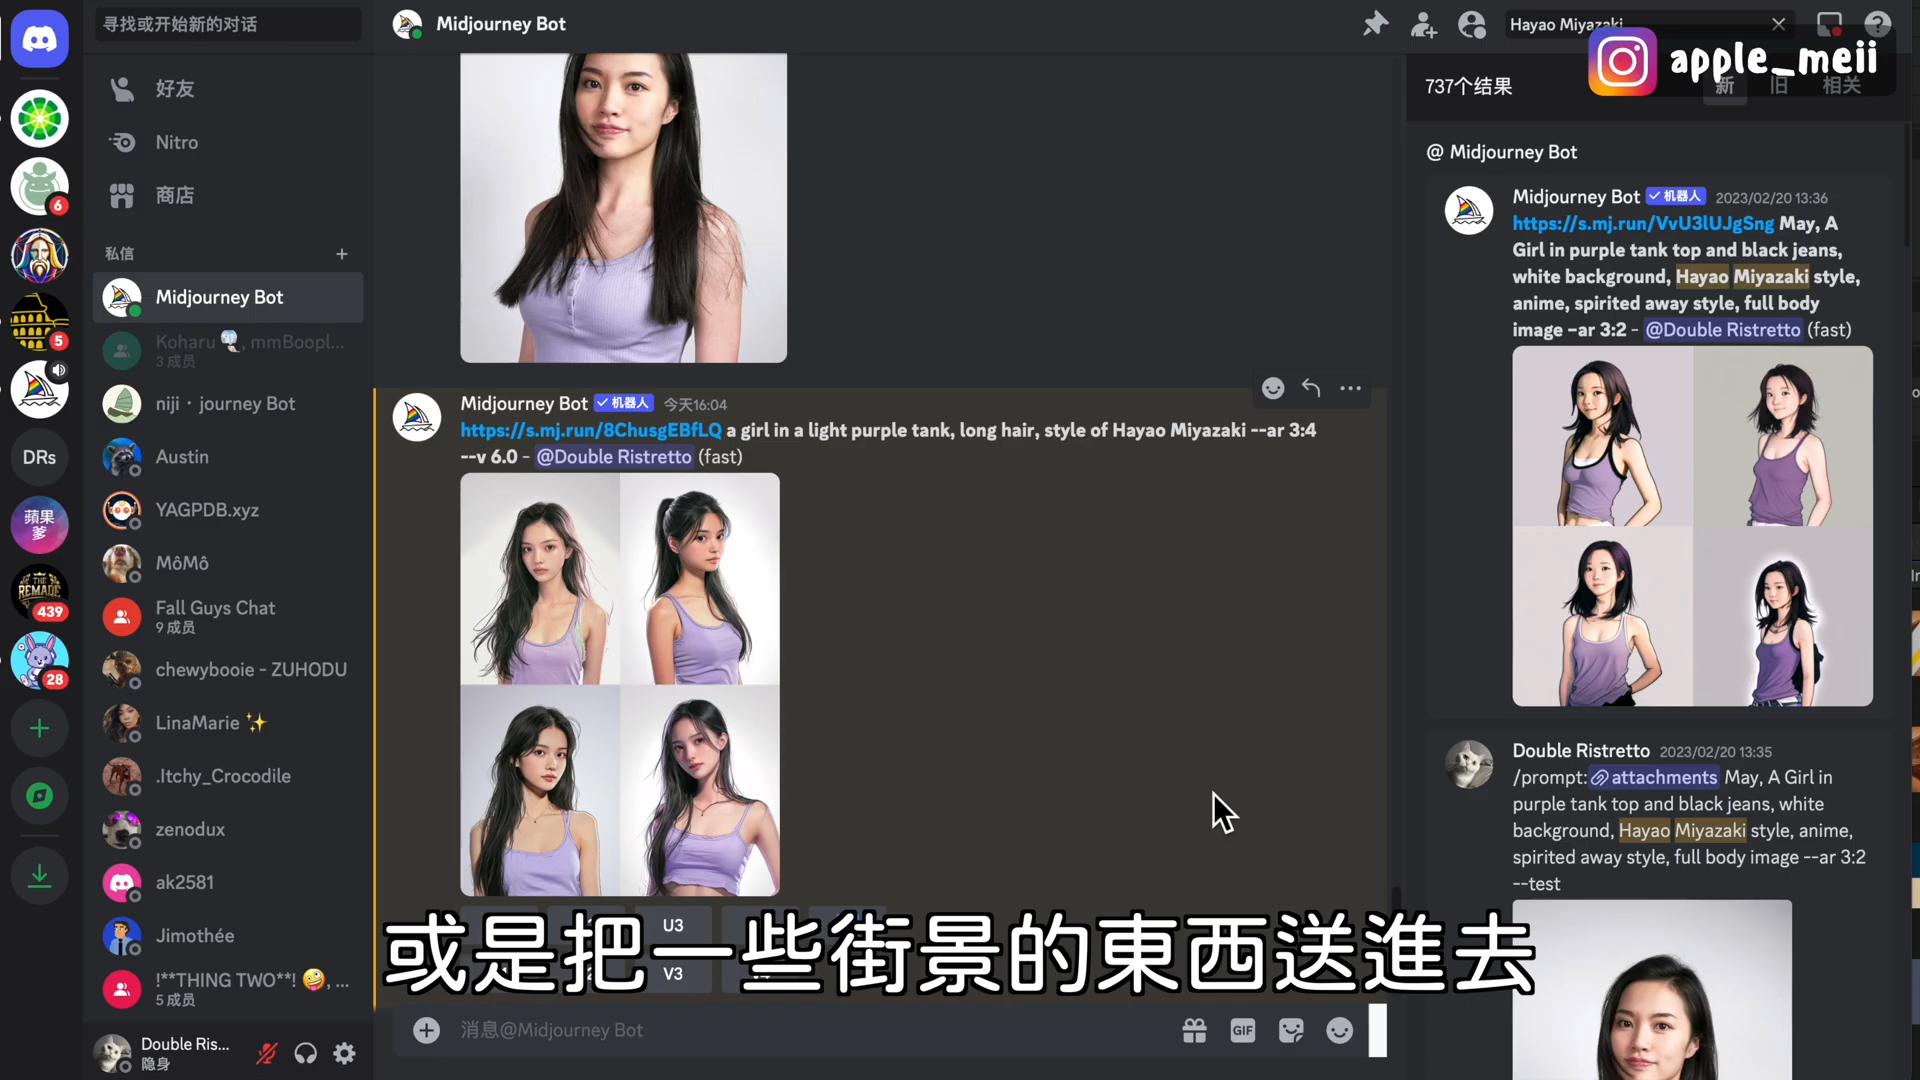 寻找或开始新的对话
好友
Nitro
商店
私信
Midjourney Bot
Koharu , mmBoopl...
3 成员
niji・journey Bot
Austin
YAGPDB.xyz
MôMô
Fall Guys Chat
9 成员
chewybooie - ZUHODU
LinaMarie ✨
.Itchy_Crocodile
zenodux
ak2581
Jimothée
!**THING TWO**! 🤪, ...
5 成员
Double Ris...
隐身
6
5
DRs
蘋果
爹
THE
REMADE
439
28
Midjourney Bot
Midjourney Bot 机器人 今天16:04
https://s.mj.run/8ChusgEBfLQ a girl in a light purple tank, long hair, style of Hayao Miyazaki --ar 3:4
--v 6.0 - @Double Ristretto (fast)
U3
V3
或是把一些街景的東西送進去
消息@Midjourney Bot
GIF
Hayao Miyazaki
apple_meii
737个结果
新 旧 相关
@ Midjourney Bot
Midjourney Bot 机器人 2023/02/20 13:36
https://s.mj.run/VvU3lUJgSng May, A
Girl in purple tank top and black jeans,
white background, Hayao Miyazaki style,
anime, spirited away style, full body
image –ar 3:2 - @Double Ristretto (fast)
Double Ristretto 2023/02/20 13:35
/prompt: attachments May, A Girl in
purple tank top and black jeans, white
background, Hayao Miyazaki style, anime,
spirited away style, full body image --ar 3:2
--test